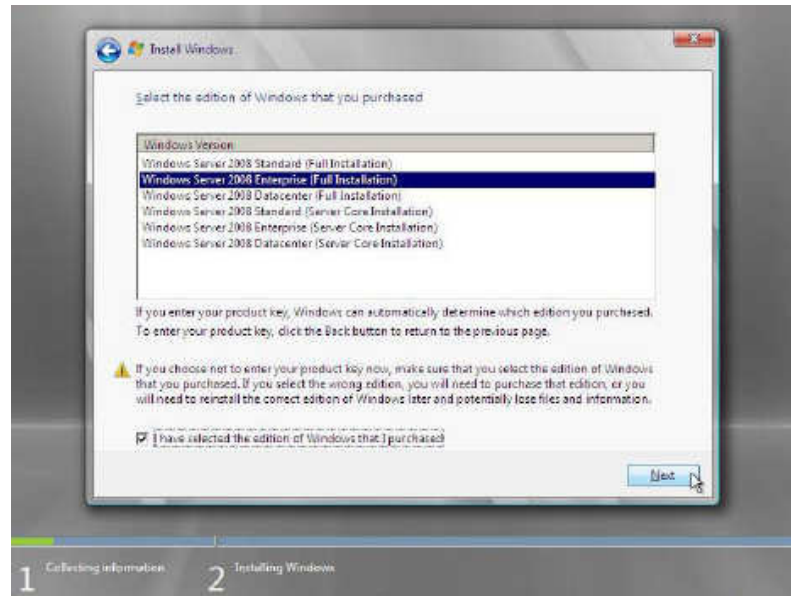 Install Windows
Select the edition of Windows that you purchased
Windows Version
Windows Server 2008 Standard (Full Installation)
Windows Server 2008 Enterprise (Full Installation)
Windows Server 2008 Datacenter (Full Installation)
Windows Server 2008 Standard (Server Core Installation)
Windows Server 2008 Enterprise (Server Core Installation)
Windows Server 2008 Datacenter (Server Core Installation)
If you enter your product key, Windows can automatically determine which edition you purchased.
To enter your product key, click the Back button to return to the previous page.
If you choose not to enter your product key now, make sure that you select the edition of Windows
that you purchased. If you select the wrong edition, you will need to purchase that edition, or you
will need to reinstall the correct edition of Windows later and potentially lose files and information.
I have selected the edition of Windows that I purchased
Next
1 Collecting information 2 Installing Windows